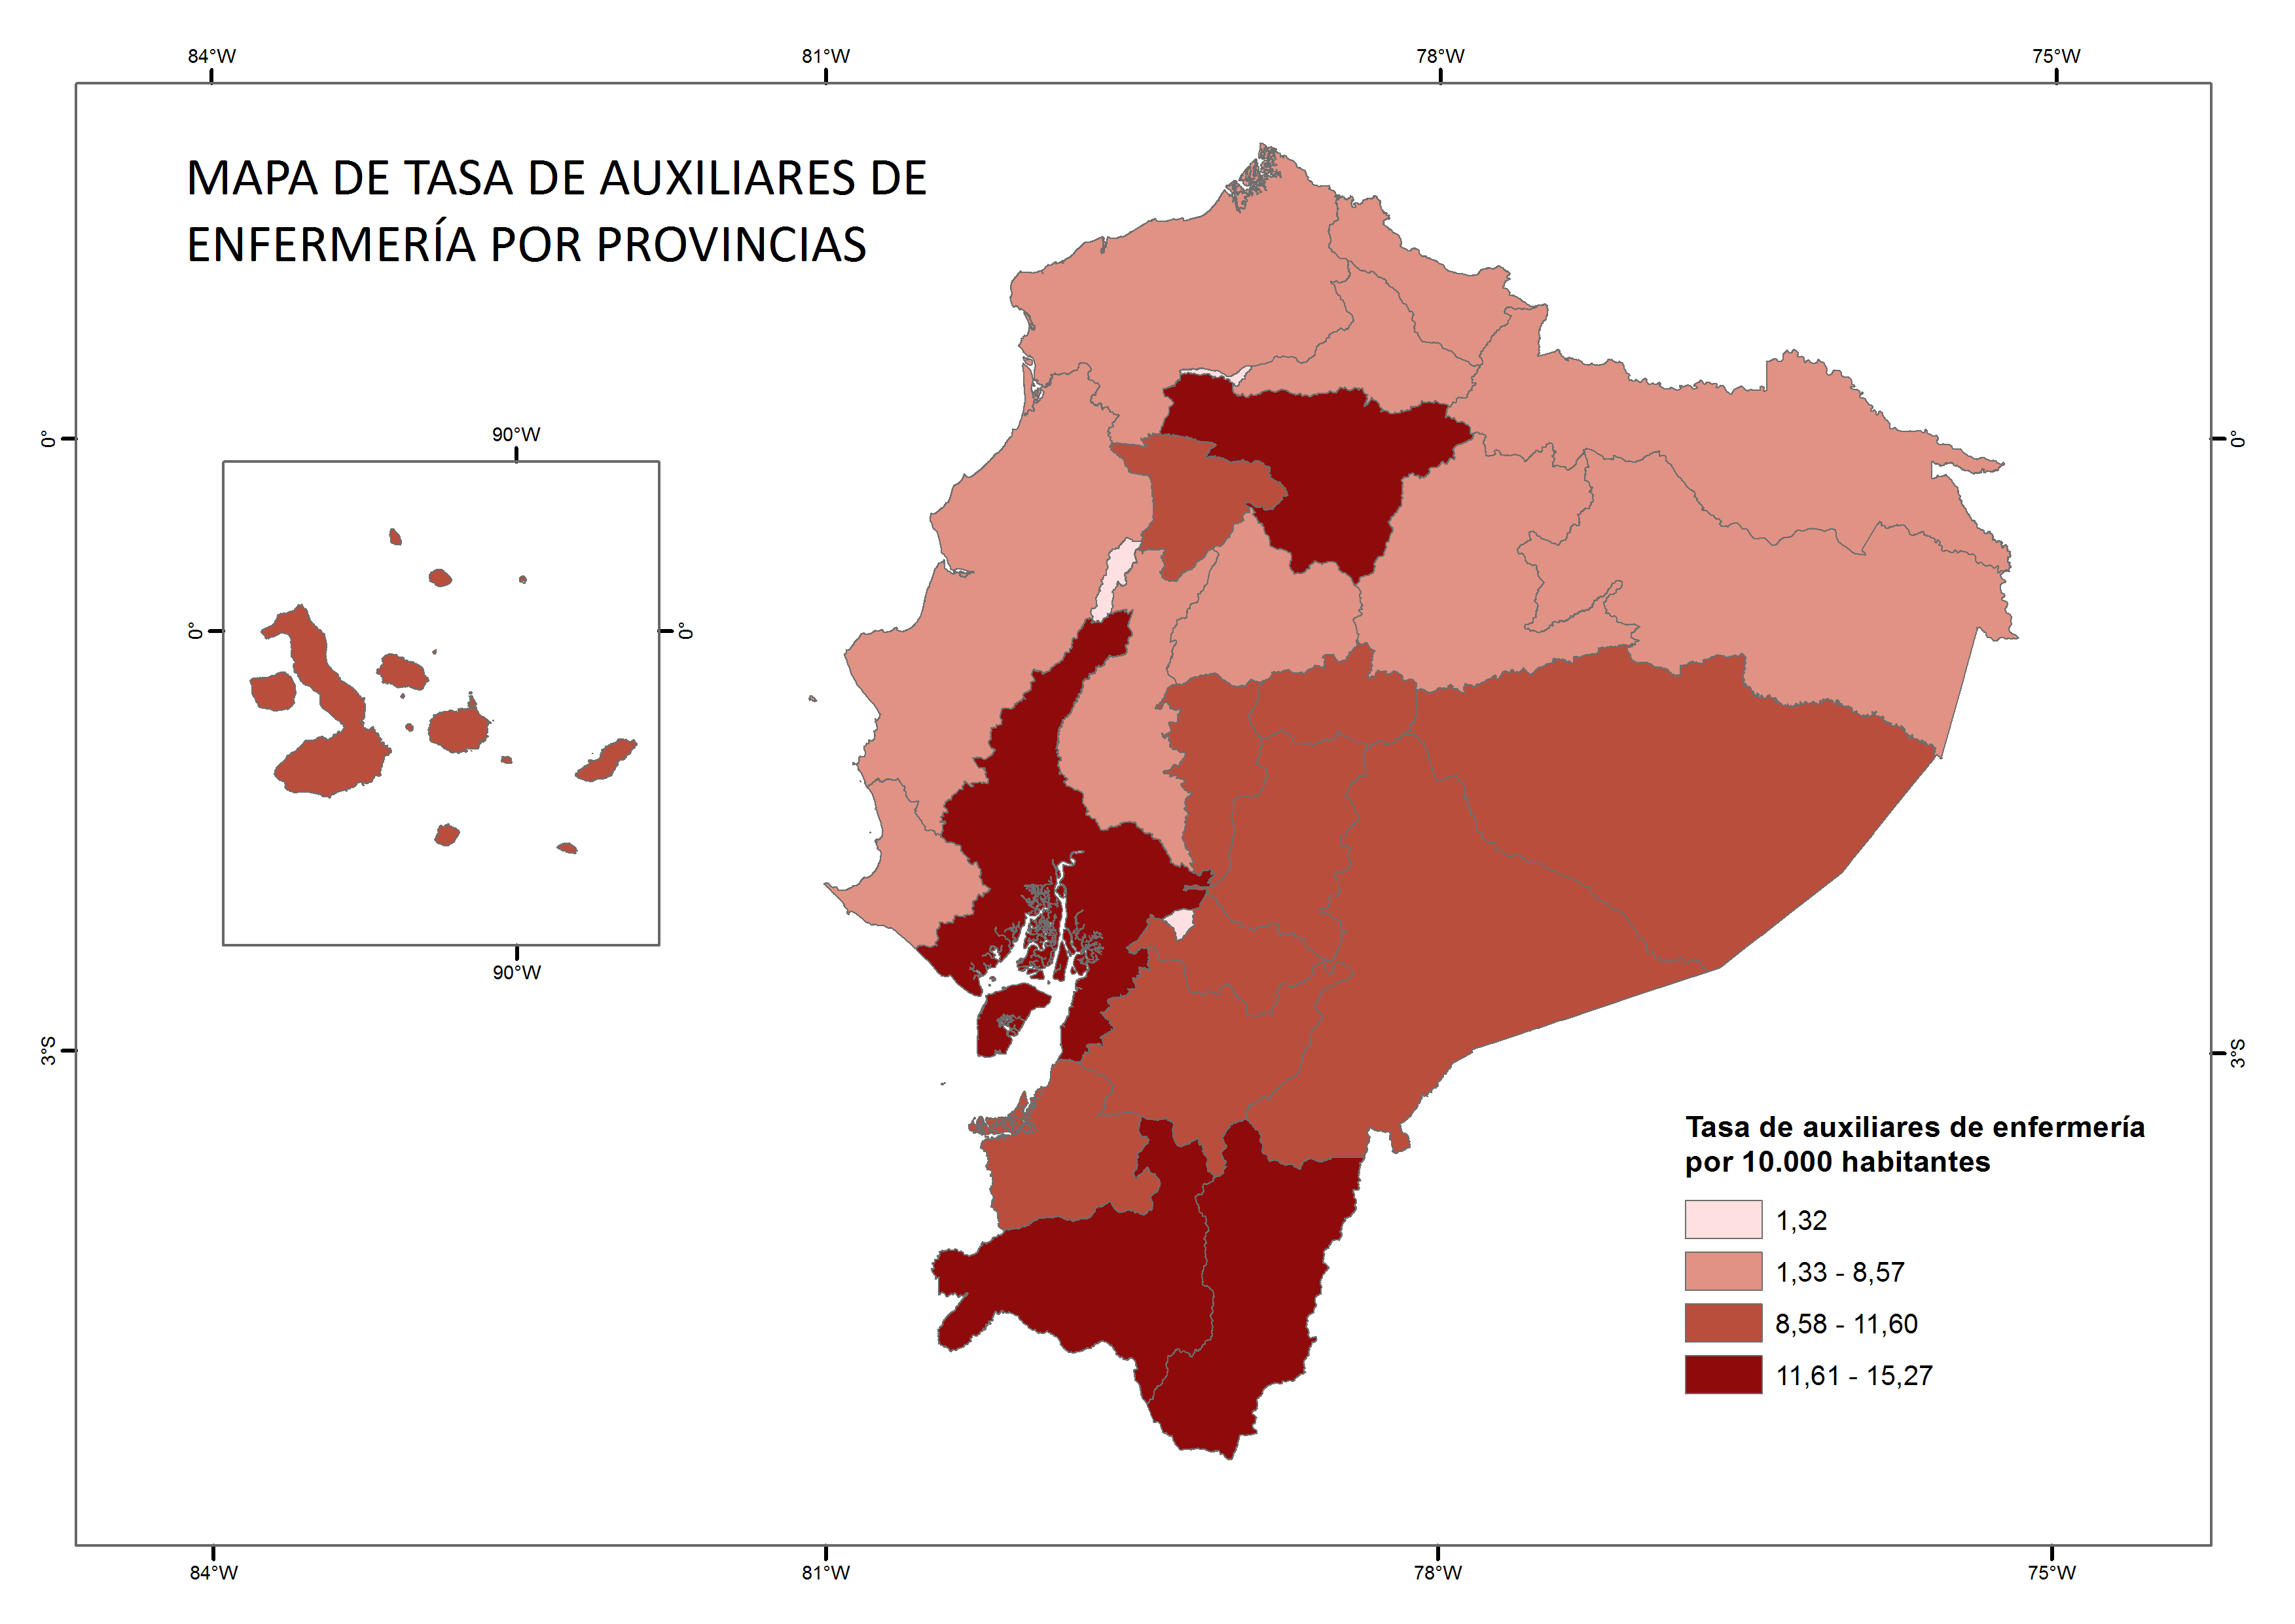 84°W
81°W
78°W
75°W
MAPA DE TASA DE AUXILIARES DE
ENFERMERÍA POR PROVINCIAS
0°
0°
90°W
0°
0°
90°W
3°S
3°S
Tasa de auxiliares de enfermería
por 10.000 habitantes
1,32
1,33 - 8,57
8,58 - 11,60
11,61 - 15,27
84°W
81°W
78°W
75°W